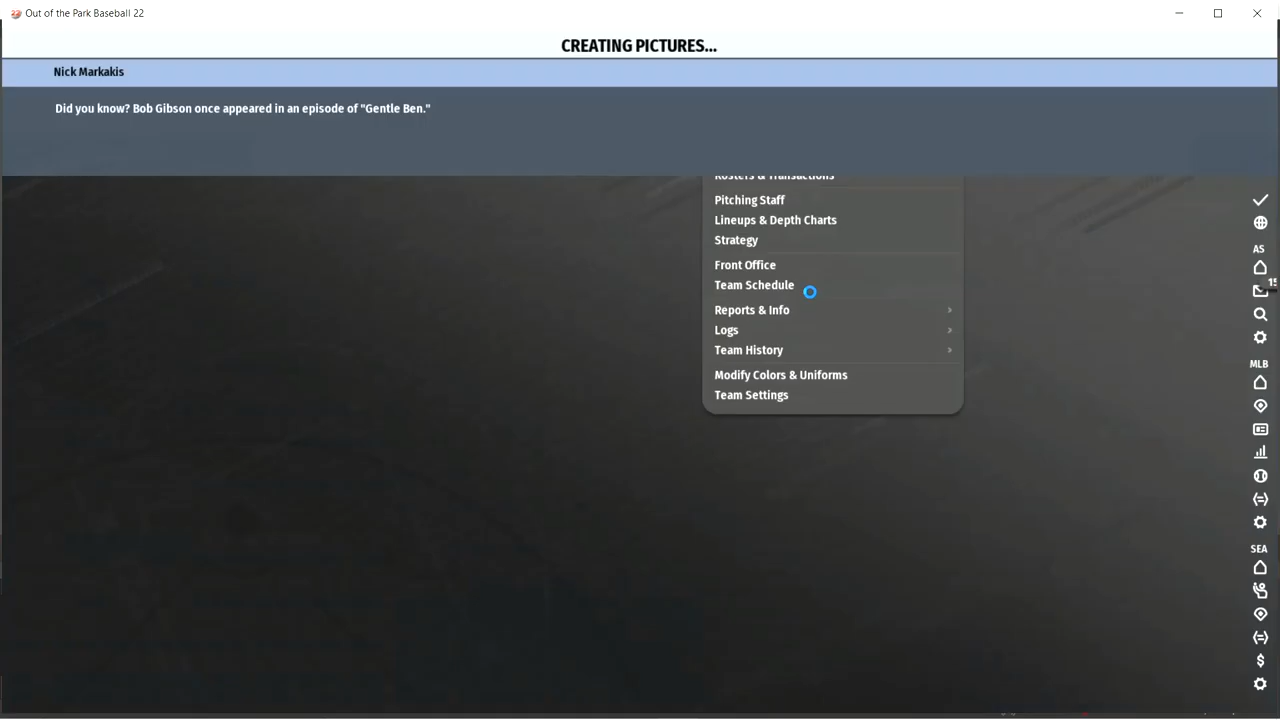 Out of the Park Baseball 22
CREATING PICTURES...
Nick Markakis
Did you know? Bob Gibson once appeared in an episode of "Gentle Ben."
Rosters & Transactions
Pitching Staff
Lineups & Depth Charts
Strategy
Front Office
Team Schedule
Reports & Info
Logs
Team History
Modify Colors & Uniforms
Team Settings
AS
15
MLB
SEA
$